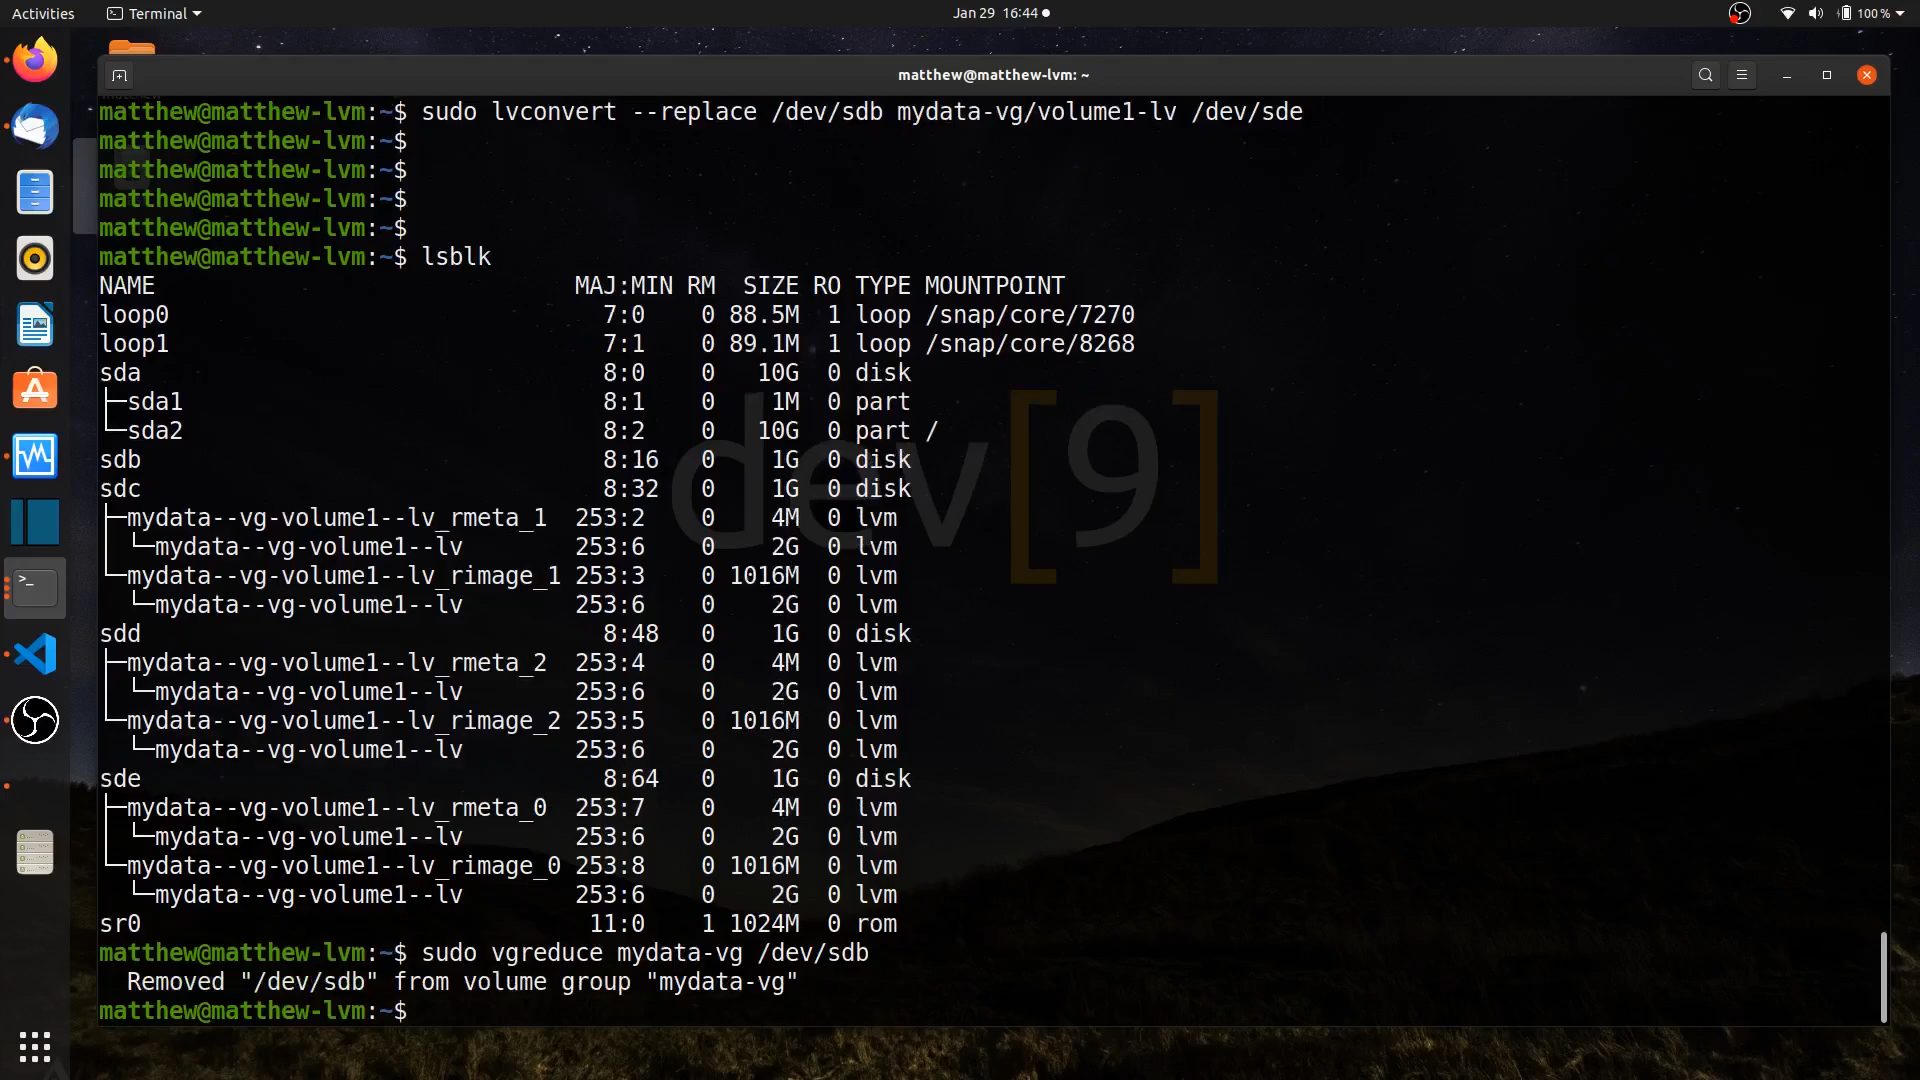 Activities Terminal Jan 29 16:44 100 %
matthew@matthew-lvm: ~
matthew@matthew-lvm:~$ sudo lvconvert --replace /dev/sdb mydata-vg/volume1-lv /dev/sde
matthew@matthew-lvm:~$
matthew@matthew-lvm:~$
matthew@matthew-lvm:~$
matthew@matthew-lvm:~$
matthew@matthew-lvm:~$ lsblk
NAME MAJ:MIN RM SIZE RO TYPE MOUNTPOINT
loop0 7:0 0 88.5M 1 loop /snap/core/7270
loop1 7:1 0 89.1M 1 loop /snap/core/8268
sda 8:0 0 10G 0 disk
├─sda1 8:1 0 1M 0 part
└─sda2 8:2 0 10G 0 part /
sdb 8:16 0 1G 0 disk
sdc 8:32 0 1G 0 disk
├─mydata--vg-volume1--lv_rmeta_1 253:2 0 4M 0 lvm
│ └─mydata--vg-volume1--lv 253:6 0 2G 0 lvm
└─mydata--vg-volume1--lv_rimage_1 253:3 0 1016M 0 lvm
└─mydata--vg-volume1--lv 253:6 0 2G 0 lvm
sdd 8:48 0 1G 0 disk
├─mydata--vg-volume1--lv_rmeta_2 253:4 0 4M 0 lvm
│ └─mydata--vg-volume1--lv 253:6 0 2G 0 lvm
└─mydata--vg-volume1--lv_rimage_2 253:5 0 1016M 0 lvm
└─mydata--vg-volume1--lv 253:6 0 2G 0 lvm
sde 8:64 0 1G 0 disk
├─mydata--vg-volume1--lv_rmeta_0 253:7 0 4M 0 lvm
│ └─mydata--vg-volume1--lv 253:6 0 2G 0 lvm
└─mydata--vg-volume1--lv_rimage_0 253:8 0 1016M 0 lvm
└─mydata--vg-volume1--lv 253:6 0 2G 0 lvm
sr0 11:0 1 1024M 0 rom
matthew@matthew-lvm:~$ sudo vgreduce mydata-vg /dev/sdb
Removed "/dev/sdb" from volume group "mydata-vg"
matthew@matthew-lvm:~$
dev[9]